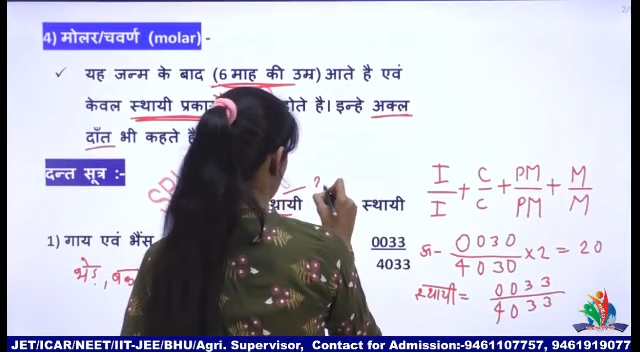 4) मोलर/चवर्ण (molar) -
✓ यह जन्म के बाद (6 माह की उम्र) आते है एवं
केवल स्थायी होते है। इन्हे अक्ल
दाँत भी कहते
दन्त सूत्र :-
स्थायी
1) गाय एवं भैंस 0033
4033
भेड़,
I/I + C/C + PM/PM + M/M
0030/4030 × 2 = 20
स्थायी = 0033/4033
JET/ICAR/NEET/IIT-JEE/BHU/Agri. Supervisor, Contact for Admission:-9461107757, 9461919077